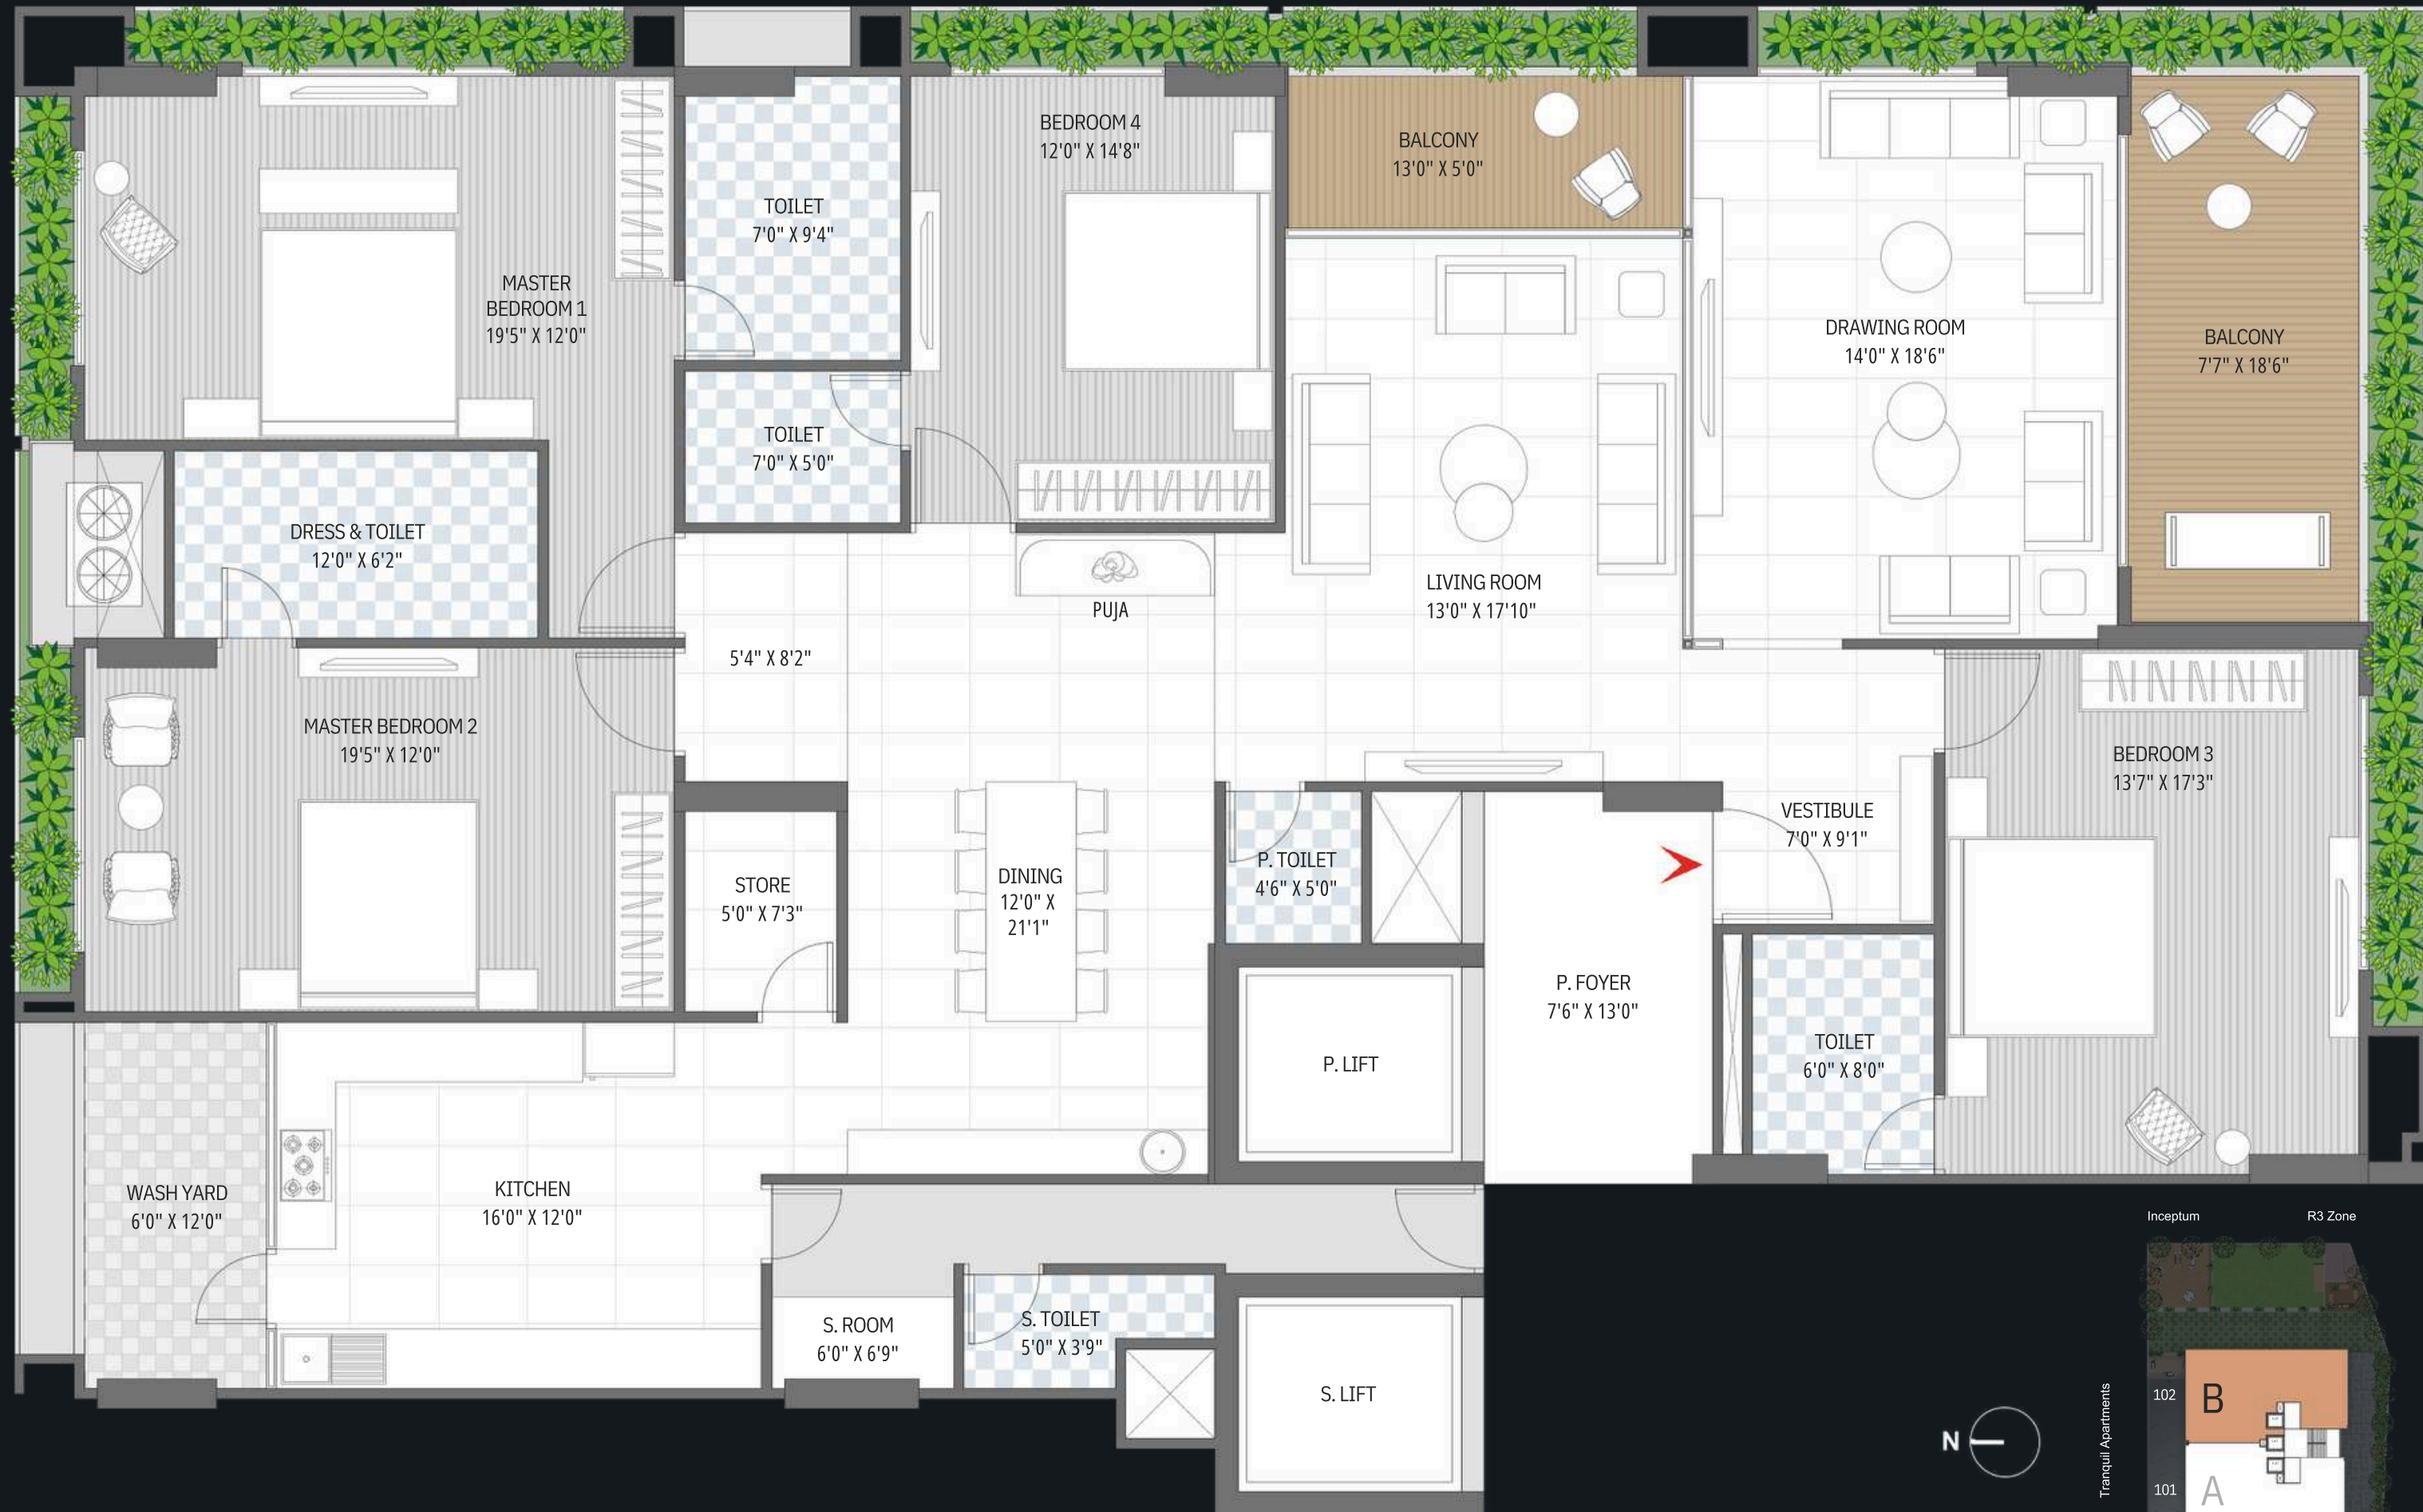 BEDROOM 4
12'0" X 14'8"
BALCONY
13'0" X 5'0"
TOILET
7'0" X 9'4"
MASTER
BEDROOM 1
19'5" X 12'0"
DRAWING ROOM
14'0" X 18'6"
BALCONY
7'7" X 18'6"
TOILET
7'0" X 5'0"
DRESS & TOILET
12'0" X 6'2"
PUJA
LIVING ROOM
13'0" X 17'10"
5'4" X 8'2"
MASTER BEDROOM 2
19'5" X 12'0"
BEDROOM 3
13'7" X 17'3"
VESTIBULE
7'0" X 9'1"
STORE
5'0" X 7'3"
DINING
12'0" X
21'1"
P. TOILET
4'6" X 5'0"
P. FOYER
7'6" X 13'0"
P. LIFT
TOILET
6'0" X 8'0"
WASH YARD
6'0" X 12'0"
KITCHEN
16'0" X 12'0"
S. ROOM
6'0" X 6'9"
S. TOILET
5'0" X 3'9"
S. LIFT
N
Inceptum
R3 Zone
Tranquil Apartments
102
B
101
A